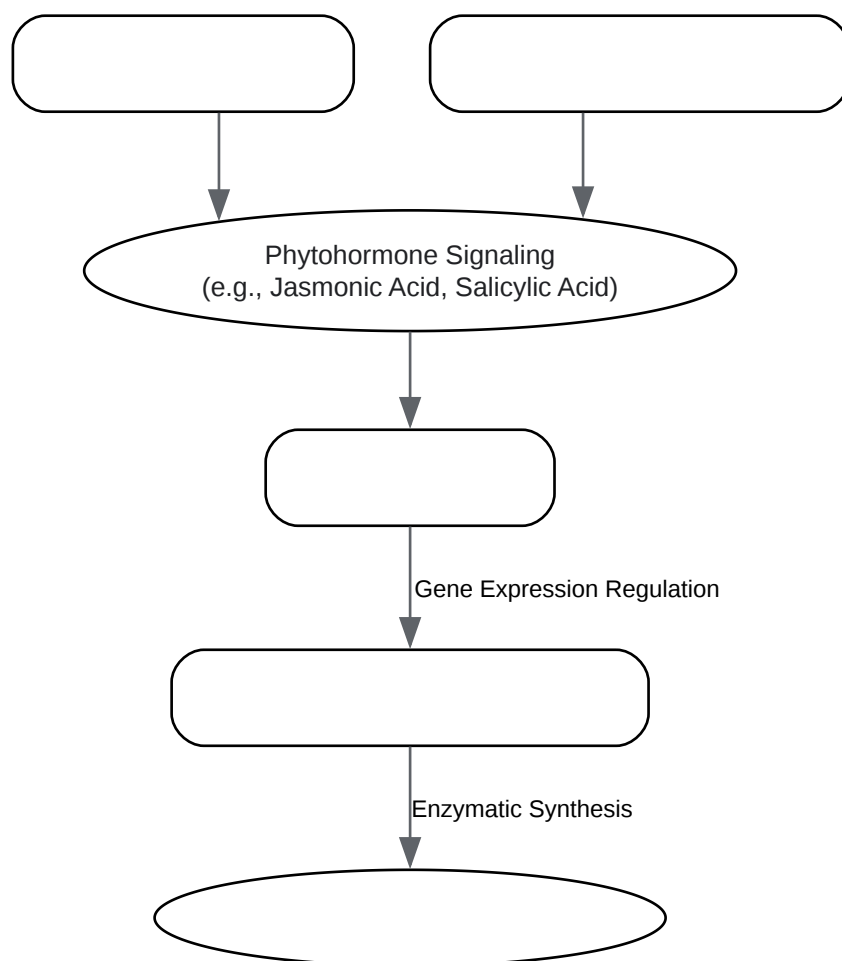 Phytohormone Signaling
(e.g., Jasmonic Acid, Salicylic Acid)
Gene Expression Regulation
Enzymatic Synthesis